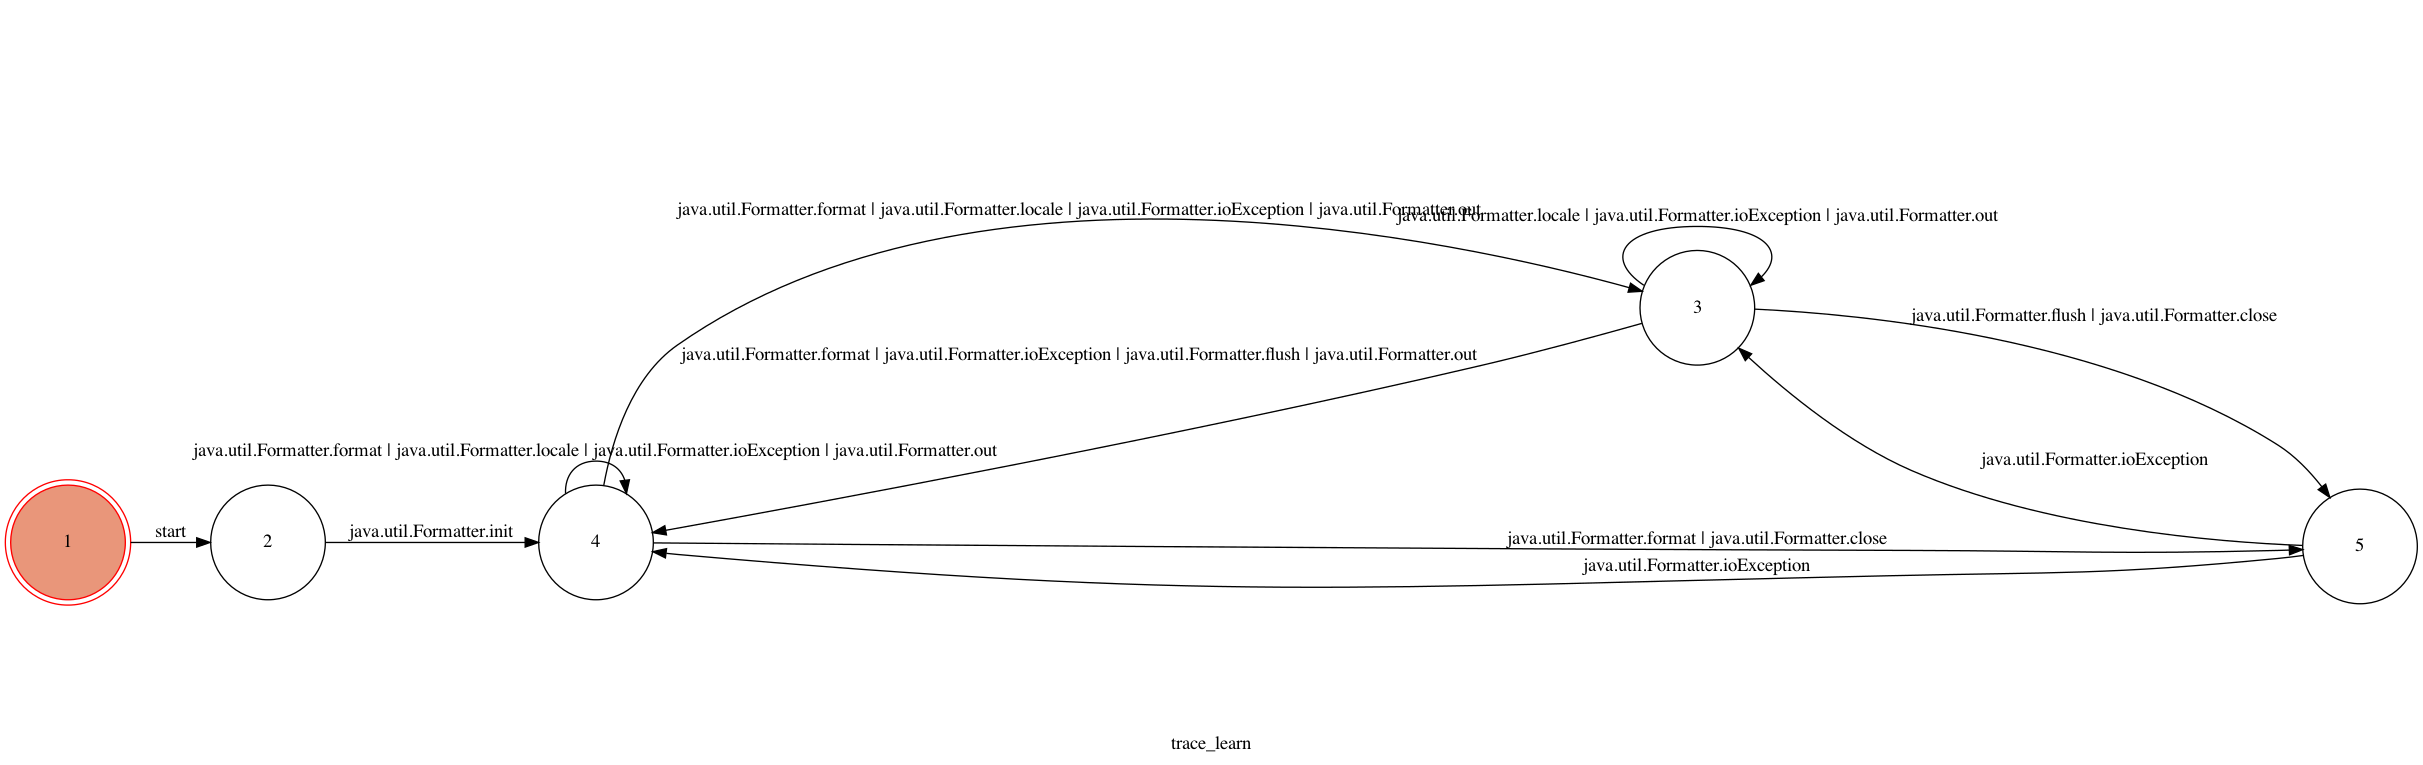 java.util.Formatter.format | java.util.Formatter.locale | java.util.Formatter.ioException | java.util.Formatter.out
java.util.Formatter.locale | java.util.Formatter.ioException | java.util.Formatter.out
3
java.util.Formatter.flush | java.util.Formatter.close
java.util.Formatter.format | java.util.Formatter.ioException | java.util.Formatter.flush | java.util.Formatter.out
java.util.Formatter.format | java.util.Formatter.locale | java.util.Formatter.ioException | java.util.Formatter.out
java.util.Formatter.ioException
1
start
2
java.util.Formatter.init
4
java.util.Formatter.format | java.util.Formatter.close
java.util.Formatter.ioException
5
trace_learn